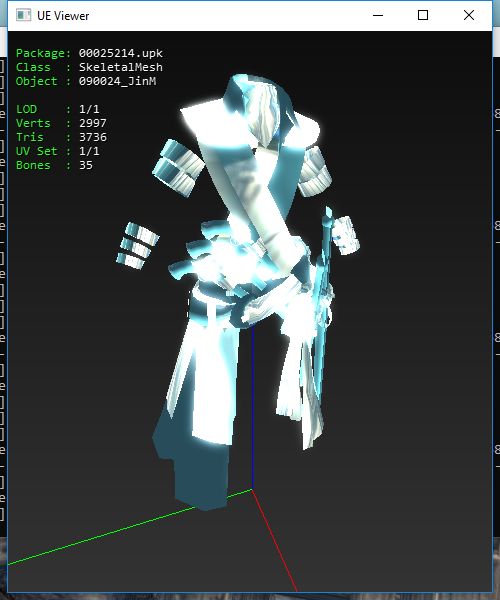 UE Viewer
Package: 00025214.upk
Class  : SkeletalMesh
Object : 090024_JinM
LOD    : 1/1
Verts  : 2997
Tris   : 3736
UV Set : 1/1
Bones  : 35